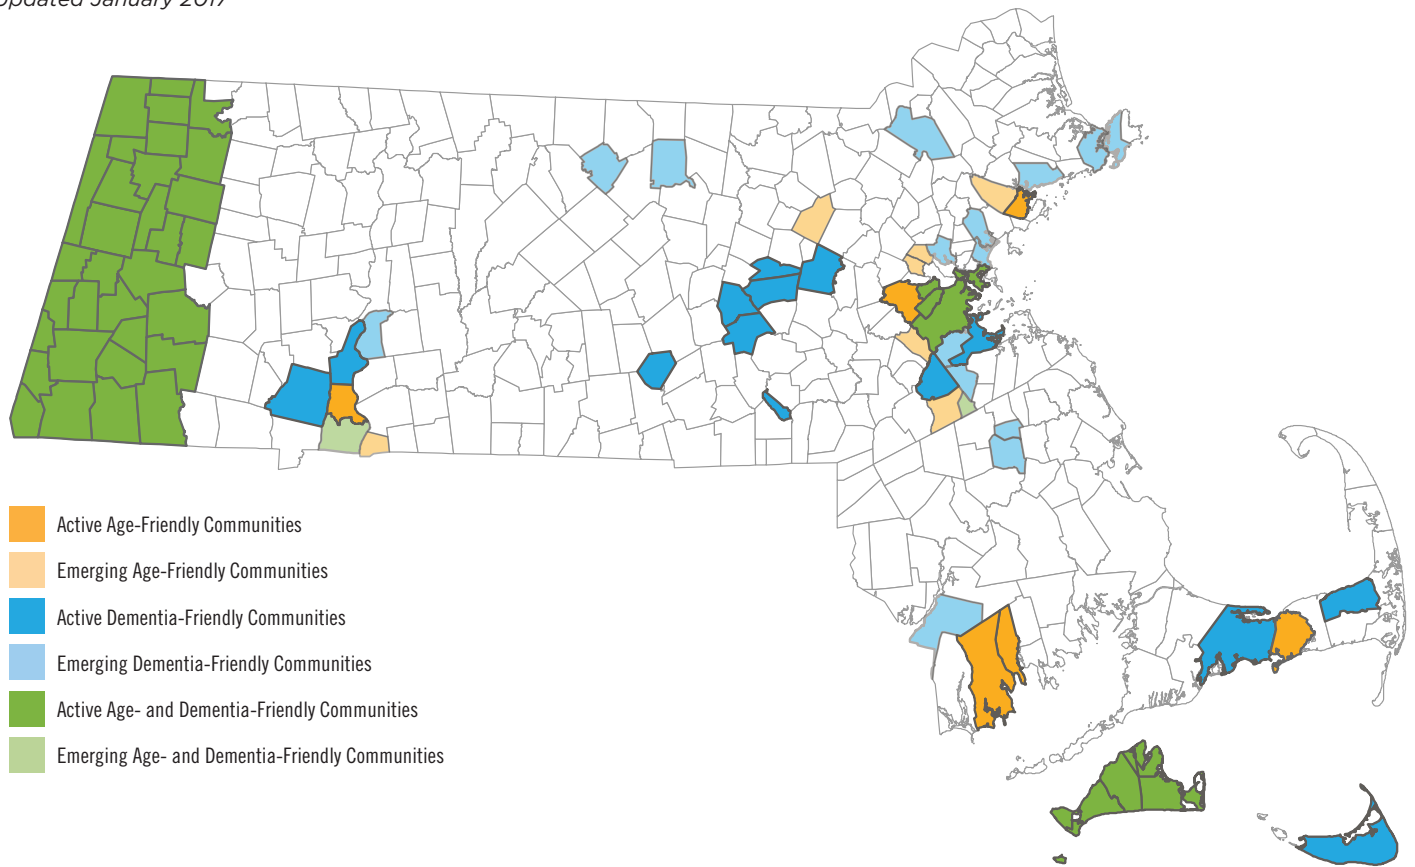 Updated January 2017
Active Age-Friendly Communities
Emerging Age-Friendly Communities
Active Dementia-Friendly Communities
Emerging Dementia-Friendly Communities
Active Age- and Dementia-Friendly Communities
Emerging Age- and Dementia-Friendly Communities